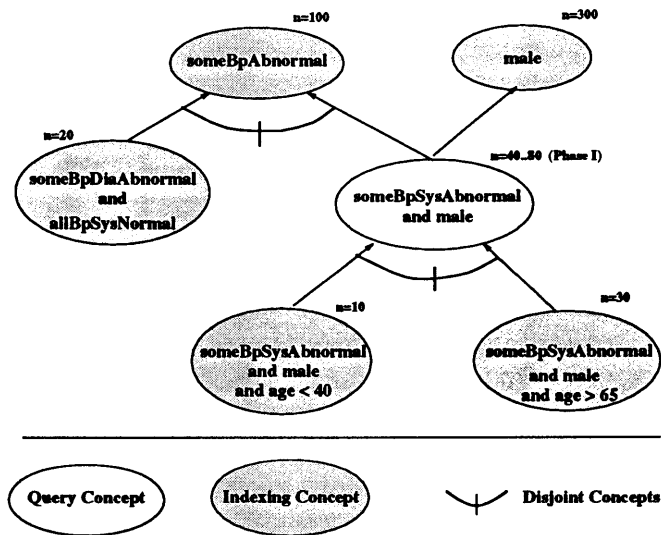 n=100
n=300
someBpAbnormal
male
n=20
n=40..80 (Phase I)
someBpDiaAbnormal
and
allBpSysNormal
someBpSysAbnormal
and male
n=10
n=30
someBpSysAbnormal
and male
and age < 40
someBpSysAbnormal
and male
and age > 65
Query Concept
Indexing Concept
Disjoint Concepts